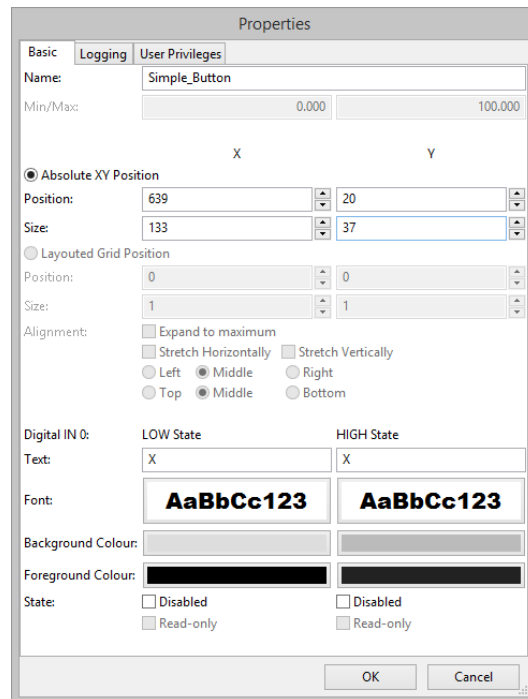 Properties
Basic Logging User Privileges
Name: Simple_Button
Min/Max: 0.000 100.000
X Y
Absolute XY Position
Position: 639 20
Size: 133 37
Layouted Grid Position
Position: 0 0
Size: 1 1
Alignment: Expand to maximum
Stretch Horizontally Stretch Vertically
Left Middle Right
Top Middle Bottom
Digital IN 0: LOW State HIGH State
Text: X X
Font: AaBbCc123 AaBbCc123
Background Colour:
Foreground Colour:
State: Disabled Disabled
Read-only Read-only
OK Cancel